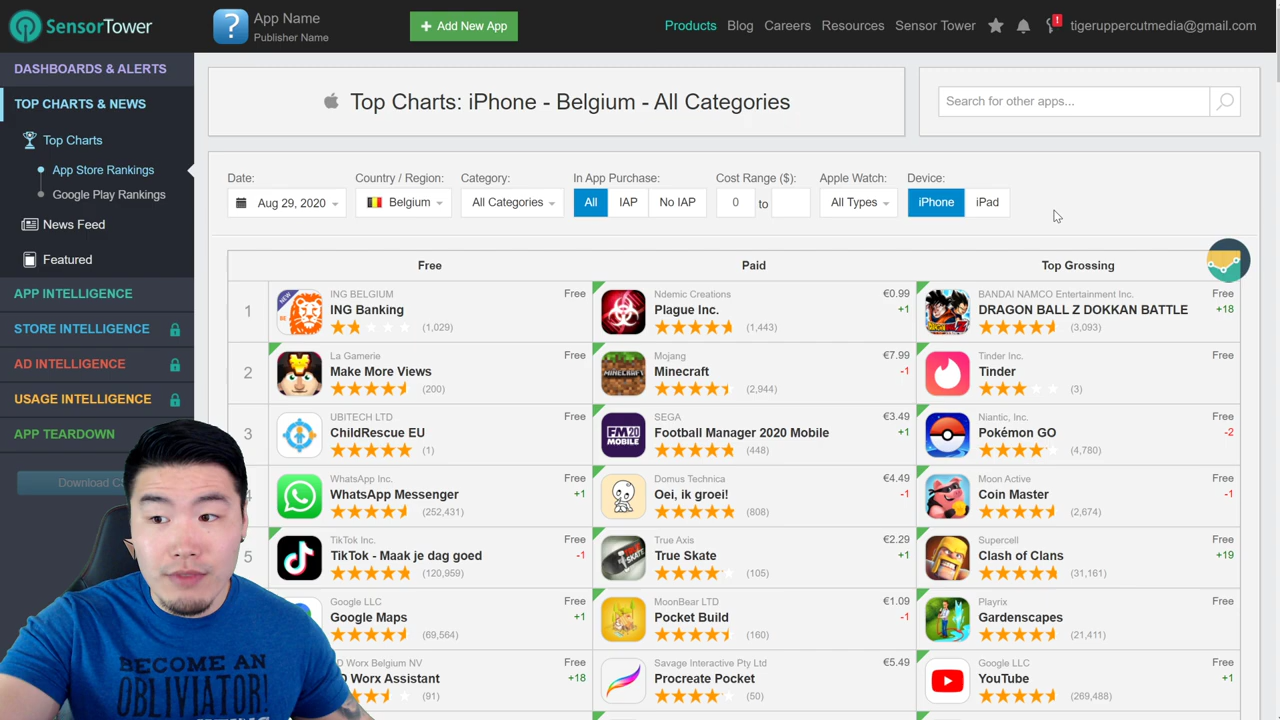 SensorTower
App Name
Publisher Name
+ Add New App
Products Blog Careers Resources Sensor Tower 1 tigeruppercutmedia@gmail.com
DASHBOARDS & ALERTS
TOP CHARTS & NEWS
Top Charts
App Store Rankings
Google Play Rankings
News Feed
Featured
APP INTELLIGENCE
STORE INTELLIGENCE
AD INTELLIGENCE
USAGE INTELLIGENCE
APP TEARDOWN
Top Charts: iPhone - Belgium - All Categories
Search for other apps...
Date: Country / Region: Category: In App Purchase: Cost Range ($): Apple Watch: Device:
Aug 29, 2020 Belgium All Categories All IAP No IAP 0 to All Types iPhone iPad
Free Paid Top Grossing
1
NEW
ING BELGIUM Free
ING Banking
(1,029)
Ndemic Creations €0.99
Plague Inc. +1
(1,443)
BANDAI NAMCO Entertainment Inc. Free
DRAGON BALL Z DOKKAN BATTLE +18
(3,093)
2
La Gamerie Free
Make More Views
(200)
MINECRAFT
Mojang €7.99
Minecraft -1
(2,944)
Tinder Inc. Free
Tinder
(3)
3
UBITECH LTD Free
ChildRescue EU
(1)
FM20
MOBILE
SEGA €3.49
Football Manager 2020 Mobile +1
(448)
Niantic, Inc. Free
Pokémon GO -2
(4,780)
WhatsApp Inc. Free
WhatsApp Messenger +1
(252,431)
Domus Technica €4.49
Oei, ik groei! -1
(808)
Moon Active Free
Coin Master -1
(2,674)
5
TikTok Inc. Free
TikTok - Maak je dag goed -1
(120,959)
True Axis €2.29
True Skate +1
(105)
Supercell Free
Clash of Clans +19
(31,161)
Google LLC Free
Google Maps +1
(69,564)
MoonBear LTD €1.09
Pocket Build -1
(160)
Playrix Free
Gardenscapes
(21,411)
D Worx Belgium NV Free
D Worx Assistant +18
(91)
Savage Interactive Pty Ltd €5.49
Procreate Pocket
(50)
Google LLC Free
YouTube +1
(269,488)
BECOME AN
OBLIVIATOR!